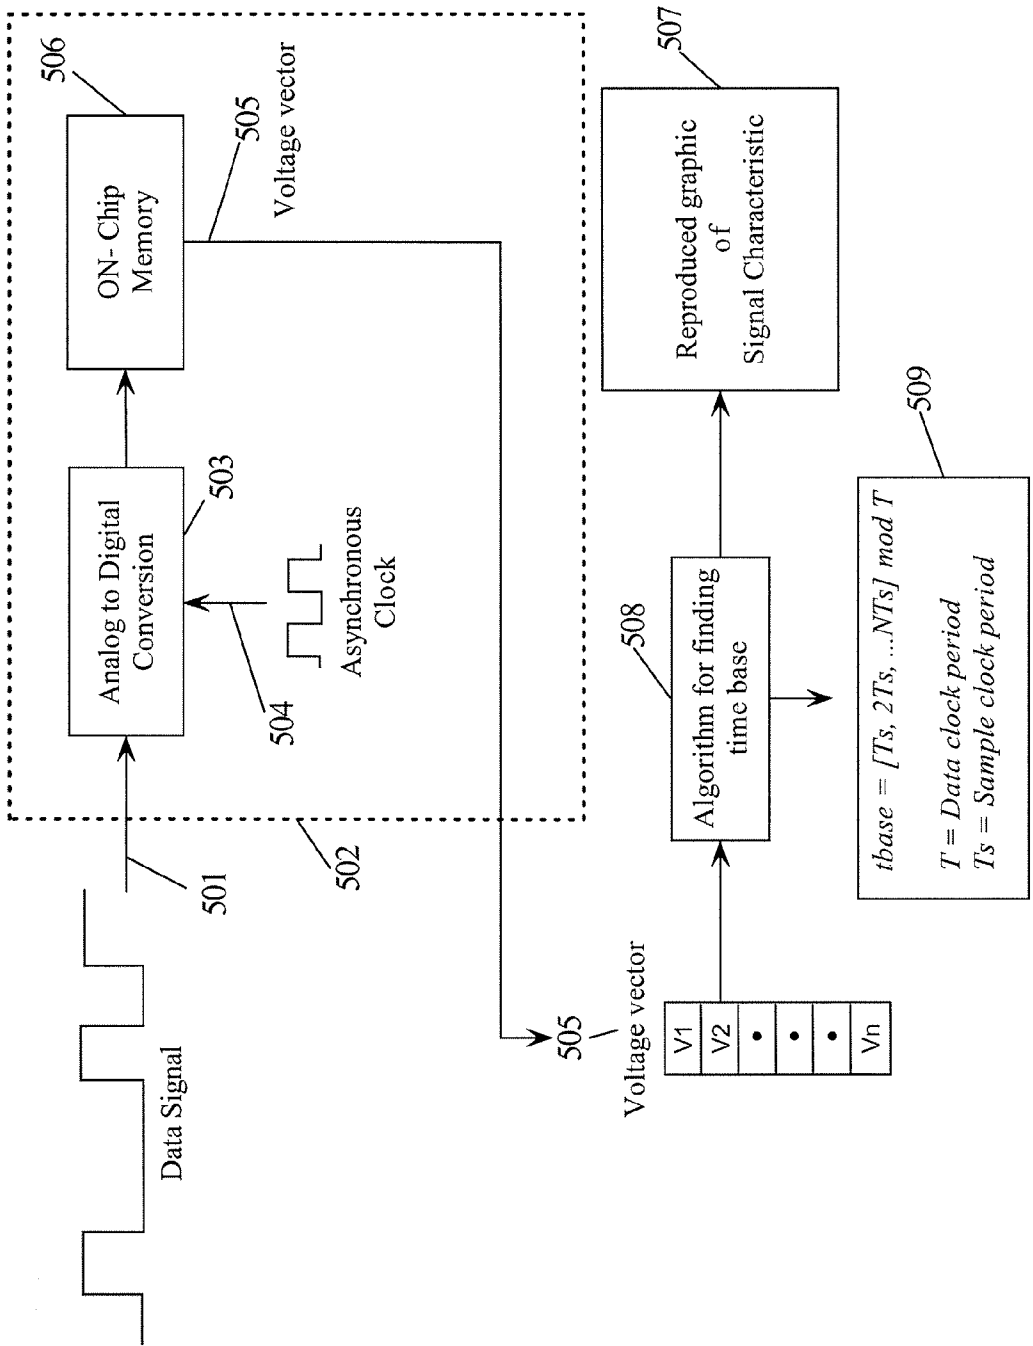 Data Signal
501
502
Analog to Digital
Conversion
503
504
Asynchronous
Clock
ON- Chip
Memory
506
505
Voltage vector
505
Voltage vector
V1
V2
•
•
•
Vn
Algorithm for finding
time base
508
tbase = [Ts, 2Ts, ...NTs] mod T
T = Data clock period
Ts = Sample clock period
509
Reproduced graphic
of
Signal Characteristic
507